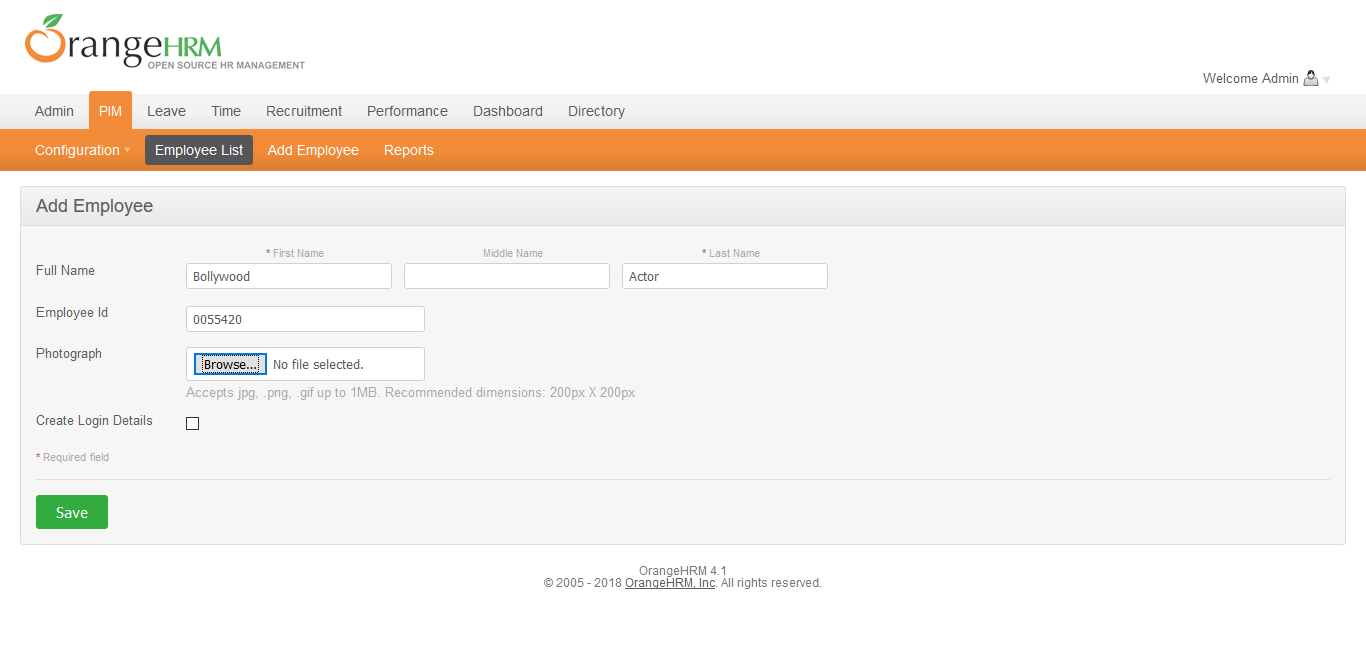 OrangeHRM
OPEN SOURCE HR MANAGEMENT
Welcome Admin
Admin PIM Leave Time Recruitment Performance Dashboard Directory
Configuration Employee List Add Employee Reports
Add Employee
* First Name Middle Name * Last Name
Full Name Bollywood Actor
Employee Id 0055420
Photograph Browse... No file selected.
Accepts jpg, .png, .gif up to 1MB. Recommended dimensions: 200px X 200px
Create Login Details
* Required field
Save
OrangeHRM 4.1
© 2005 - 2018 OrangeHRM, Inc. All rights reserved.